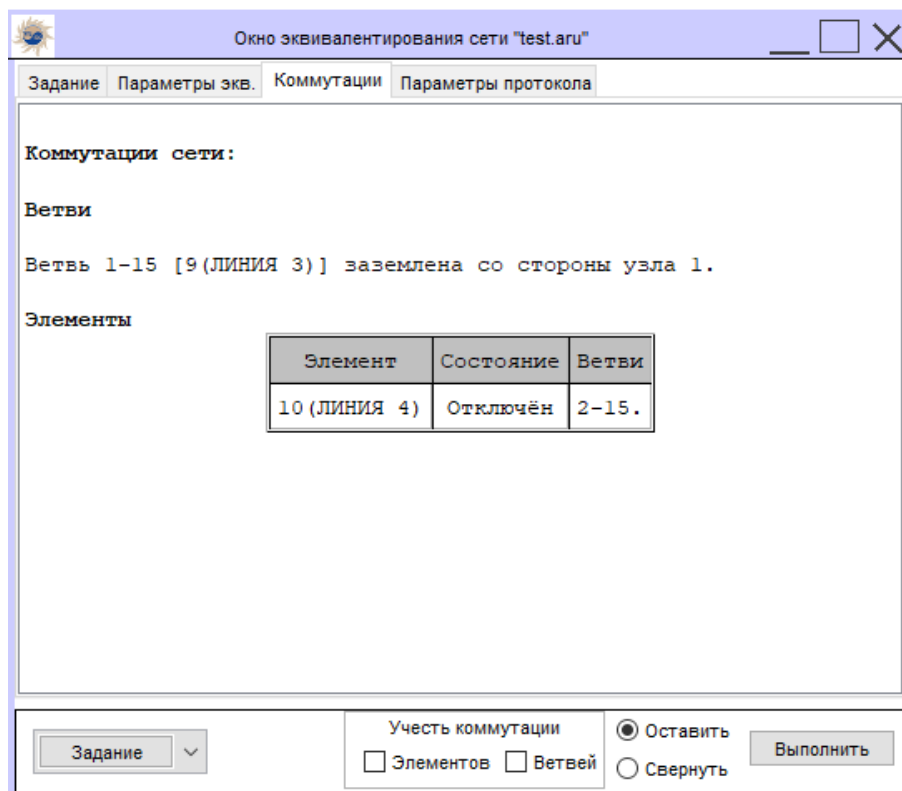 Окно эквивалентирования сети "test.aru"
Задание Параметры экв. Коммутации Параметры протокола
Коммутации сети:
Ветви
Ветвь 1-15 [9(ЛИНИЯ 3)] заземлена со стороны узла 1.
Элементы
Элемент Состояние Ветви
10(ЛИНИЯ 4) Отключён 2-15.
Учесть коммутации
Задание
Элементов Ветвей
Оставить
Свернуть
Выполнить